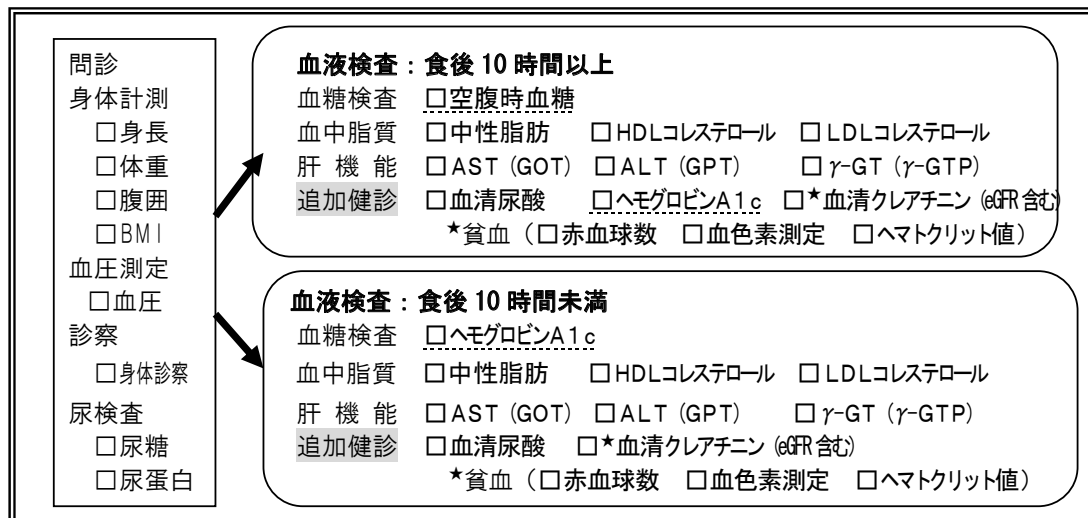 問診
身体計測
□身長
□体重
□腹囲
□BMI
血圧測定
□血圧
診察
□身体診察
尿検査
□尿糖
□尿蛋白
血液検査：食後10時間以上
血糖検査 □空腹時血糖
血中脂質 □中性脂肪 □HDLコレステロール □LDLコレステロール
肝機能 □AST（GOT） □ALT（GPT） □γ-GT（γ-GTP）
追加健診 □血清尿酸 □ヘモグロビンA1c □★血清クレアチニン（eGFR含む）
★貧血（□赤血球数 □血色素測定 □ヘマトクリット値）
血液検査：食後10時間未満
血糖検査 □ヘモグロビンA1c
血中脂質 □中性脂肪 □HDLコレステロール □LDLコレステロール
肝機能 □AST（GOT） □ALT（GPT） □γ-GT（γ-GTP）
追加健診 □血清尿酸 □★血清クレアチニン（eGFR含む）
★貧血（□赤血球数 □血色素測定 □ヘマトクリット値）